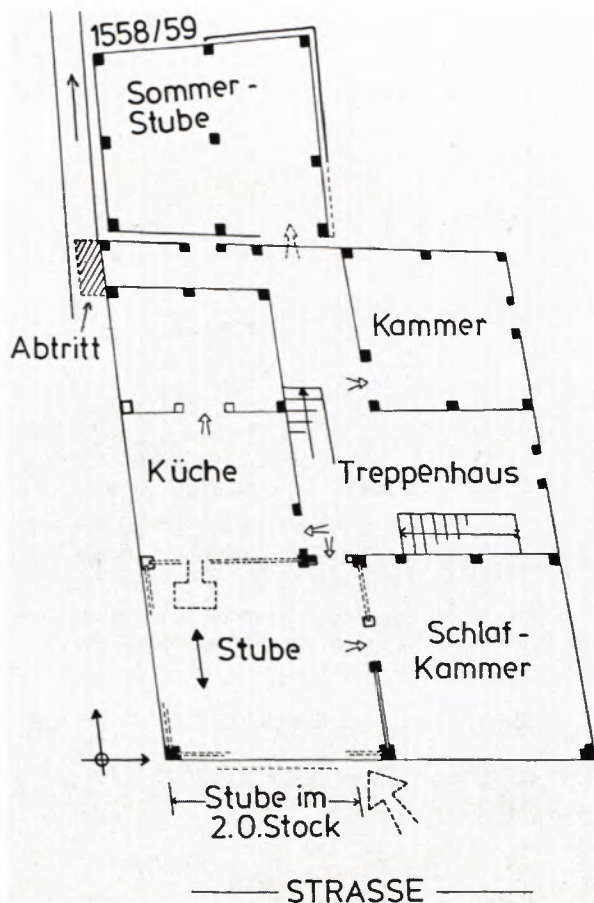 1558/59
Sommer-
Stube
Kammer
Abtritt
Küche
Treppenhaus
Stube
Schlaf-
Kammer
Stube im
2.O.Stock
STRASSE